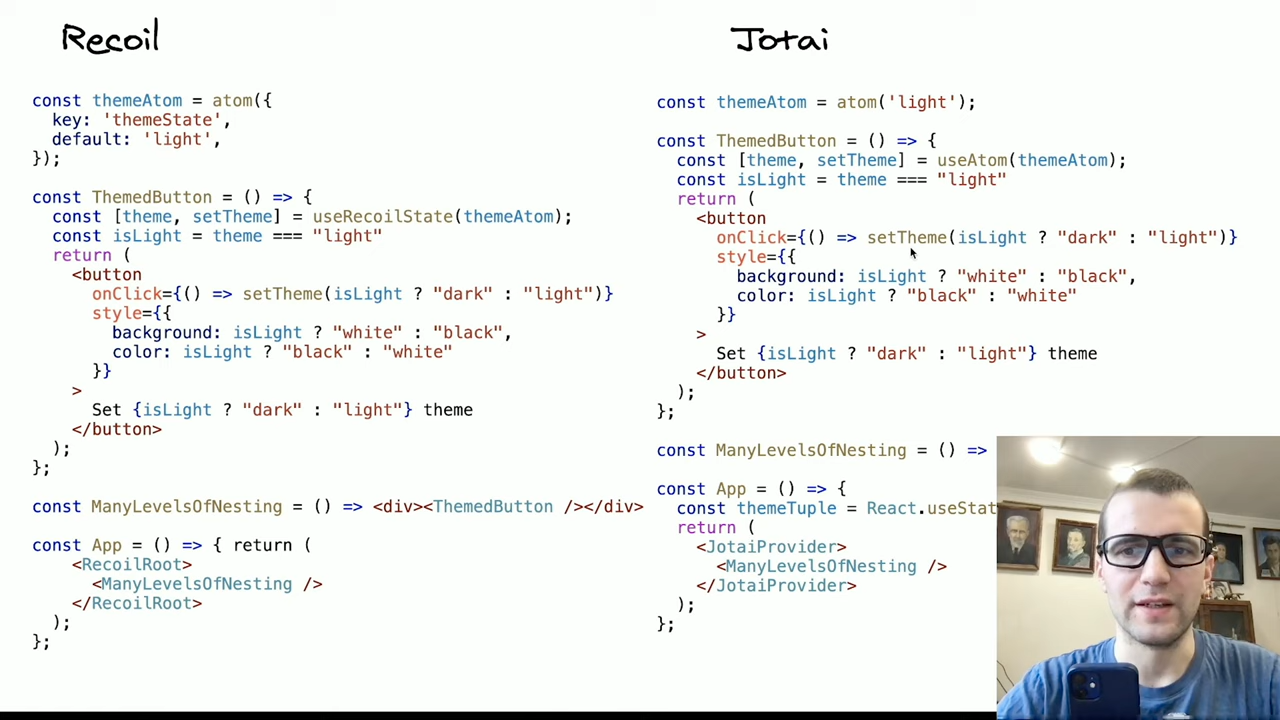 Recoil
const themeAtom = atom({
  key: 'themeState',
  default: 'light',
});
const ThemedButton = () => {
  const [theme, setTheme] = useRecoilState(themeAtom);
  const isLight = theme === "light"
  return (
    <button
      onClick={() => setTheme(isLight ? "dark" : "light")}
      style={{
        background: isLight ? "white" : "black",
        color: isLight ? "black" : "white"
      }}
    >
      Set {isLight ? "dark" : "light"} theme
    </button>
  );
};
const ManyLevelsOfNesting = () => <div><ThemedButton /></div>
const App = () => { return (
    <RecoilRoot>
      <ManyLevelsOfNesting />
    </RecoilRoot>
  );
};
Jotai
const themeAtom = atom('light');
const ThemedButton = () => {
  const [theme, setTheme] = useAtom(themeAtom);
  const isLight = theme === "light"
  return (
    <button
      onClick={() => setTheme(isLight ? "dark" : "light")}
      style={{
        background: isLight ? "white" : "black",
        color: isLight ? "black" : "white"
      }}
    >
      Set {isLight ? "dark" : "light"} theme
    </button>
  );
};
const ManyLevelsOfNesting = () =>
const App = () => {
  const themeTuple = React.useStat
  return (
    <JotaiProvider>
      <ManyLevelsOfNesting />
    </JotaiProvider>
  );
};